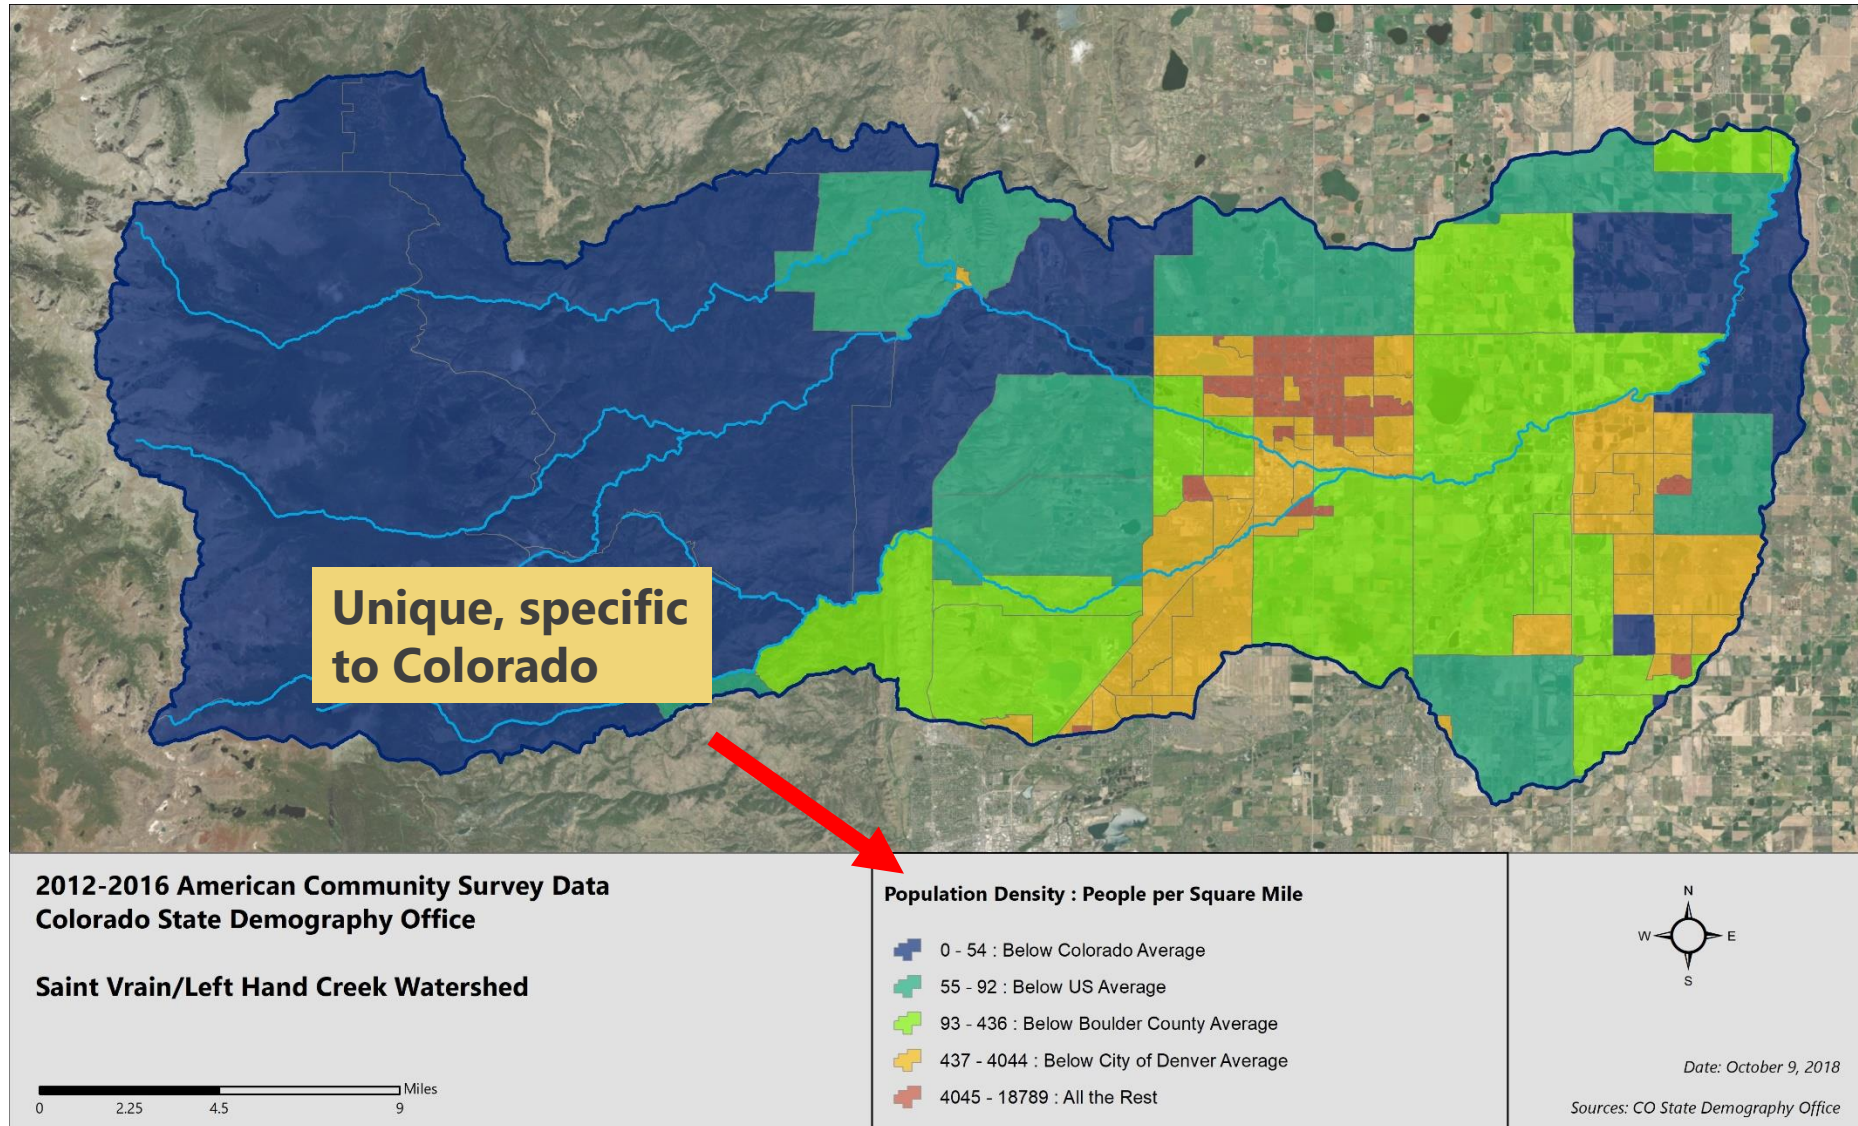 Unique, specific
to Colorado
2012-2016 American Community Survey Data
Colorado State Demography Office
Saint Vrain/Left Hand Creek Watershed
Miles
0 2.25 4.5 9
Population Density : People per Square Mile
0 - 54 : Below Colorado Average
55 - 92 : Below US Average
93 - 436 : Below Boulder County Average
437 - 4044 : Below City of Denver Average
4045 - 18789 : All the Rest
N
W E
S
Date: October 9, 2018
Sources: CO State Demography Office